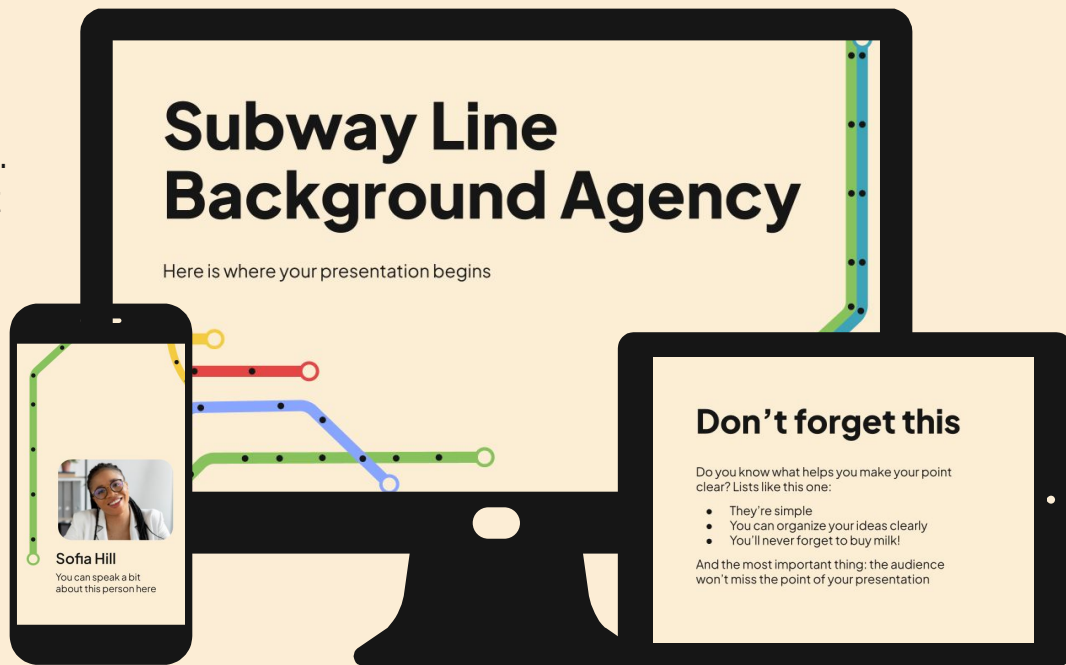 Subway Line
Background Agency
Here is where your presentation begins
Sofia Hill
You can speak a bit
about this person here
Don’t forget this
Do you know what helps you make your point
clear? Lists like this one:
● They’re simple
● You can organize your ideas clearly
● You’ll never forget to buy milk!
And the most important thing: the audience
won’t miss the point of your presentation